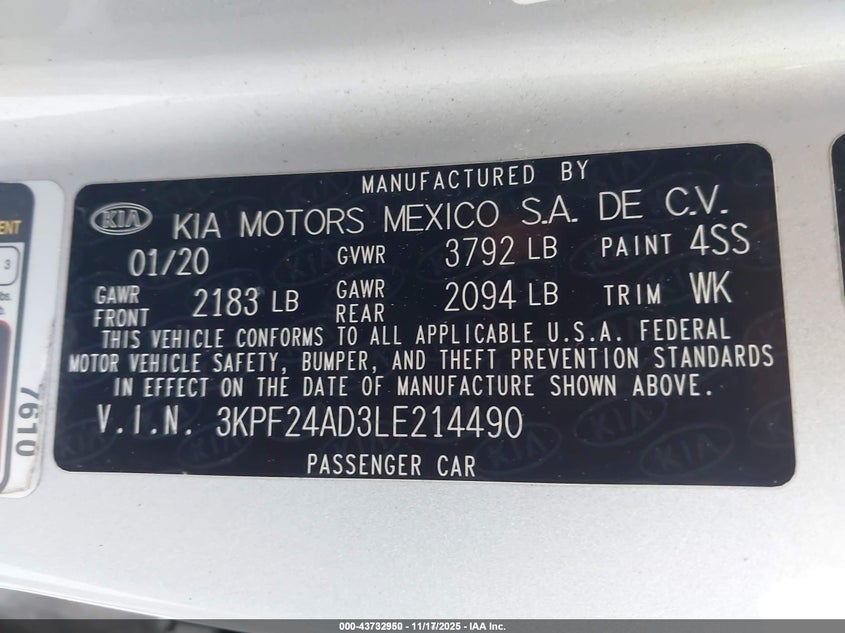 MANUFACTURED BY
KIA KIA MOTORS MEXICO S.A. DE C.V.
01/20 GVWR 3792 LB PAINT 4SS
GAWR FRONT 2183 LB GAWR REAR 2094 LB TRIM WK
THIS VEHICLE CONFORMS TO ALL APPLICABLE U.S.A. FEDERAL
MOTOR VEHICLE SAFETY, BUMPER, AND THEFT PREVENTION STANDARDS
IN EFFECT ON THE DATE OF MANUFACTURE SHOWN ABOVE.
V.I.N. 3KPF24AD3LE214490
PASSENGER CAR
3
7610
000-43732950 - 11/17/2025 - IAA Inc.